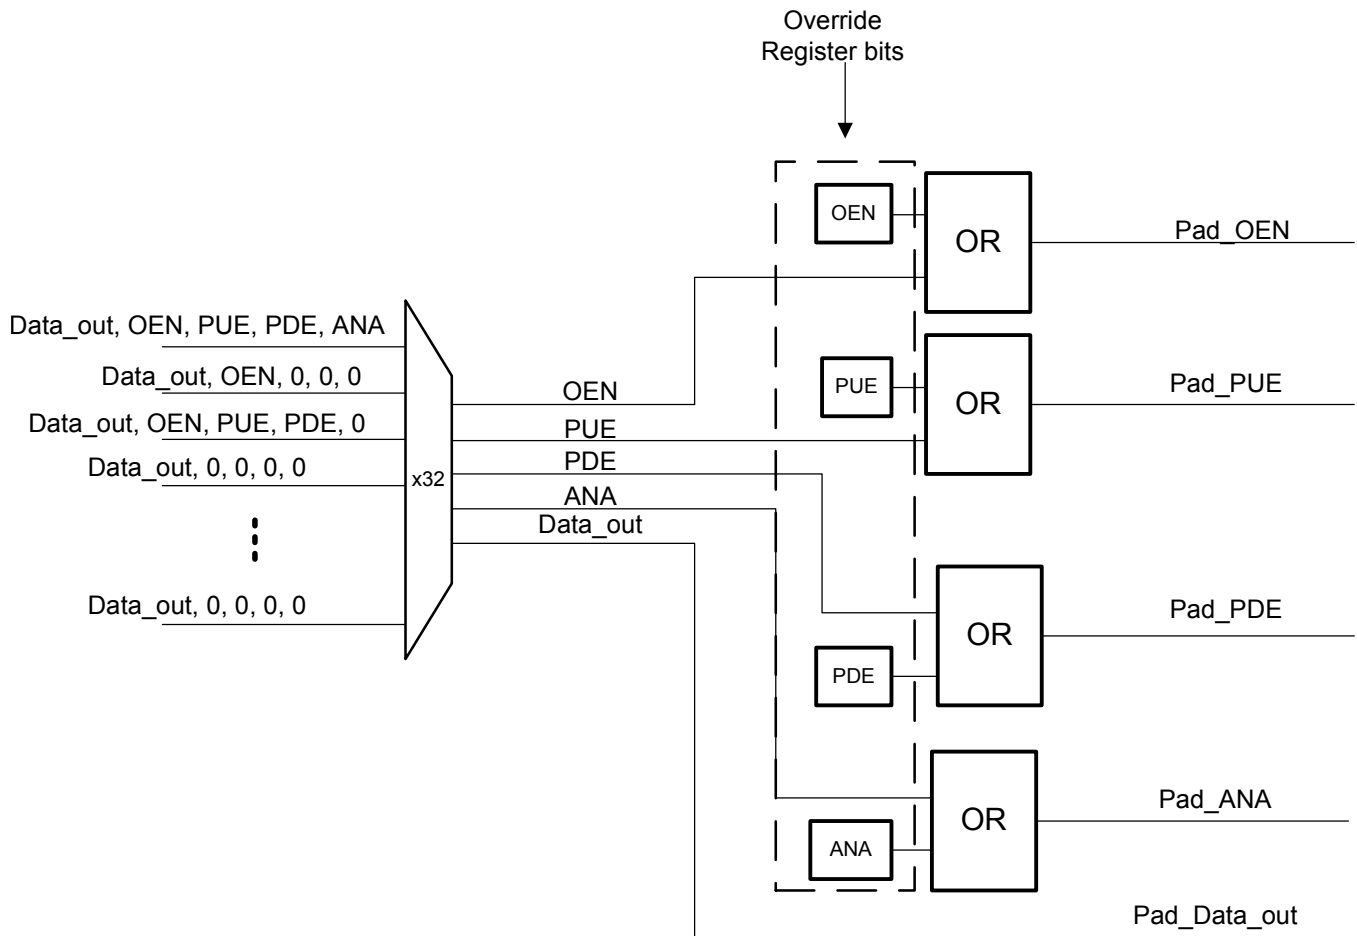 Override
Register bits
OEN
OR
Pad_OEN
Data_out, OEN, PUE, PDE, ANA
Data_out, OEN, 0, 0, 0
Data_out, OEN, PUE, PDE, 0
Data_out, 0, 0, 0, 0
Data_out, 0, 0, 0, 0
x32
OEN
PUE
PDE
ANA
Data_out
PUE
OR
Pad_PUE
OR
Pad_PDE
PDE
OR
Pad_ANA
ANA
Pad_Data_out